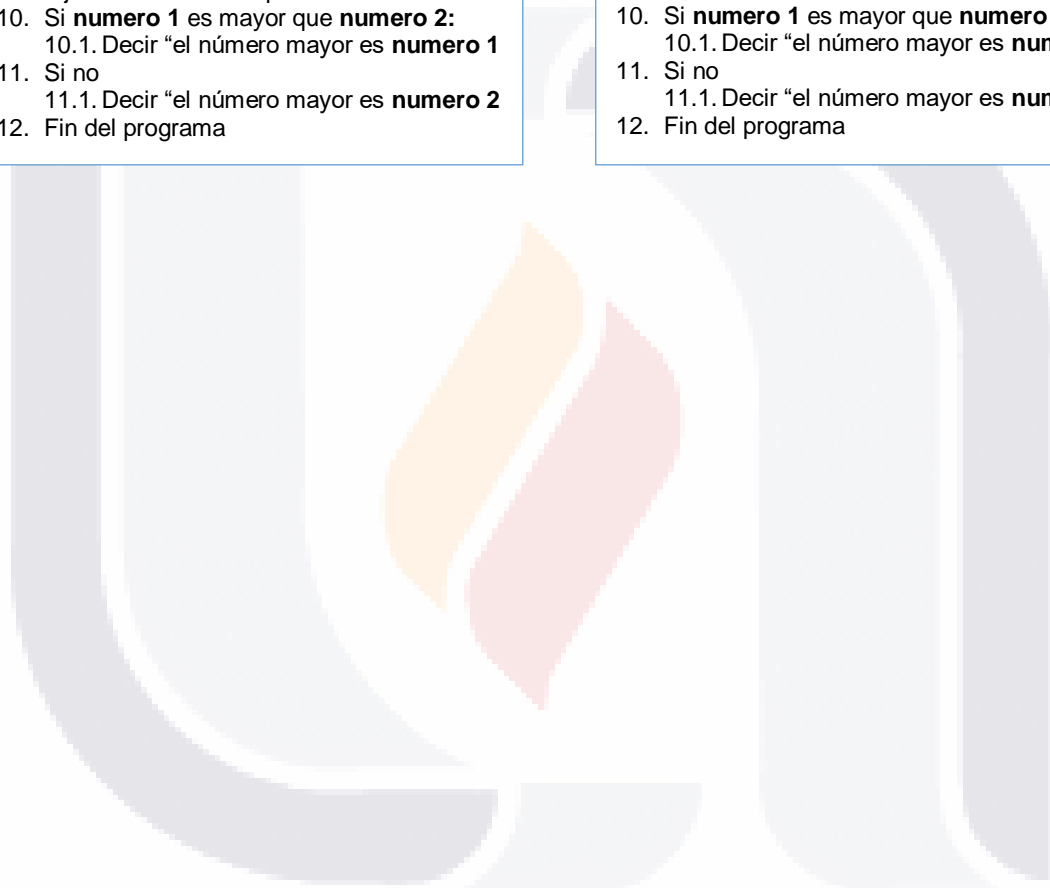 10. Si numero 1 es mayor que numero 2:
10.1. Decir “el número mayor es numero 1
11. Si no
11.1. Decir “el número mayor es numero 2
12. Fin del programa
10. Si numero 1 es mayor que numero
10.1. Decir “el número mayor es
11. Si no
11.1. Decir “el número mayor es
12. Fin del programa